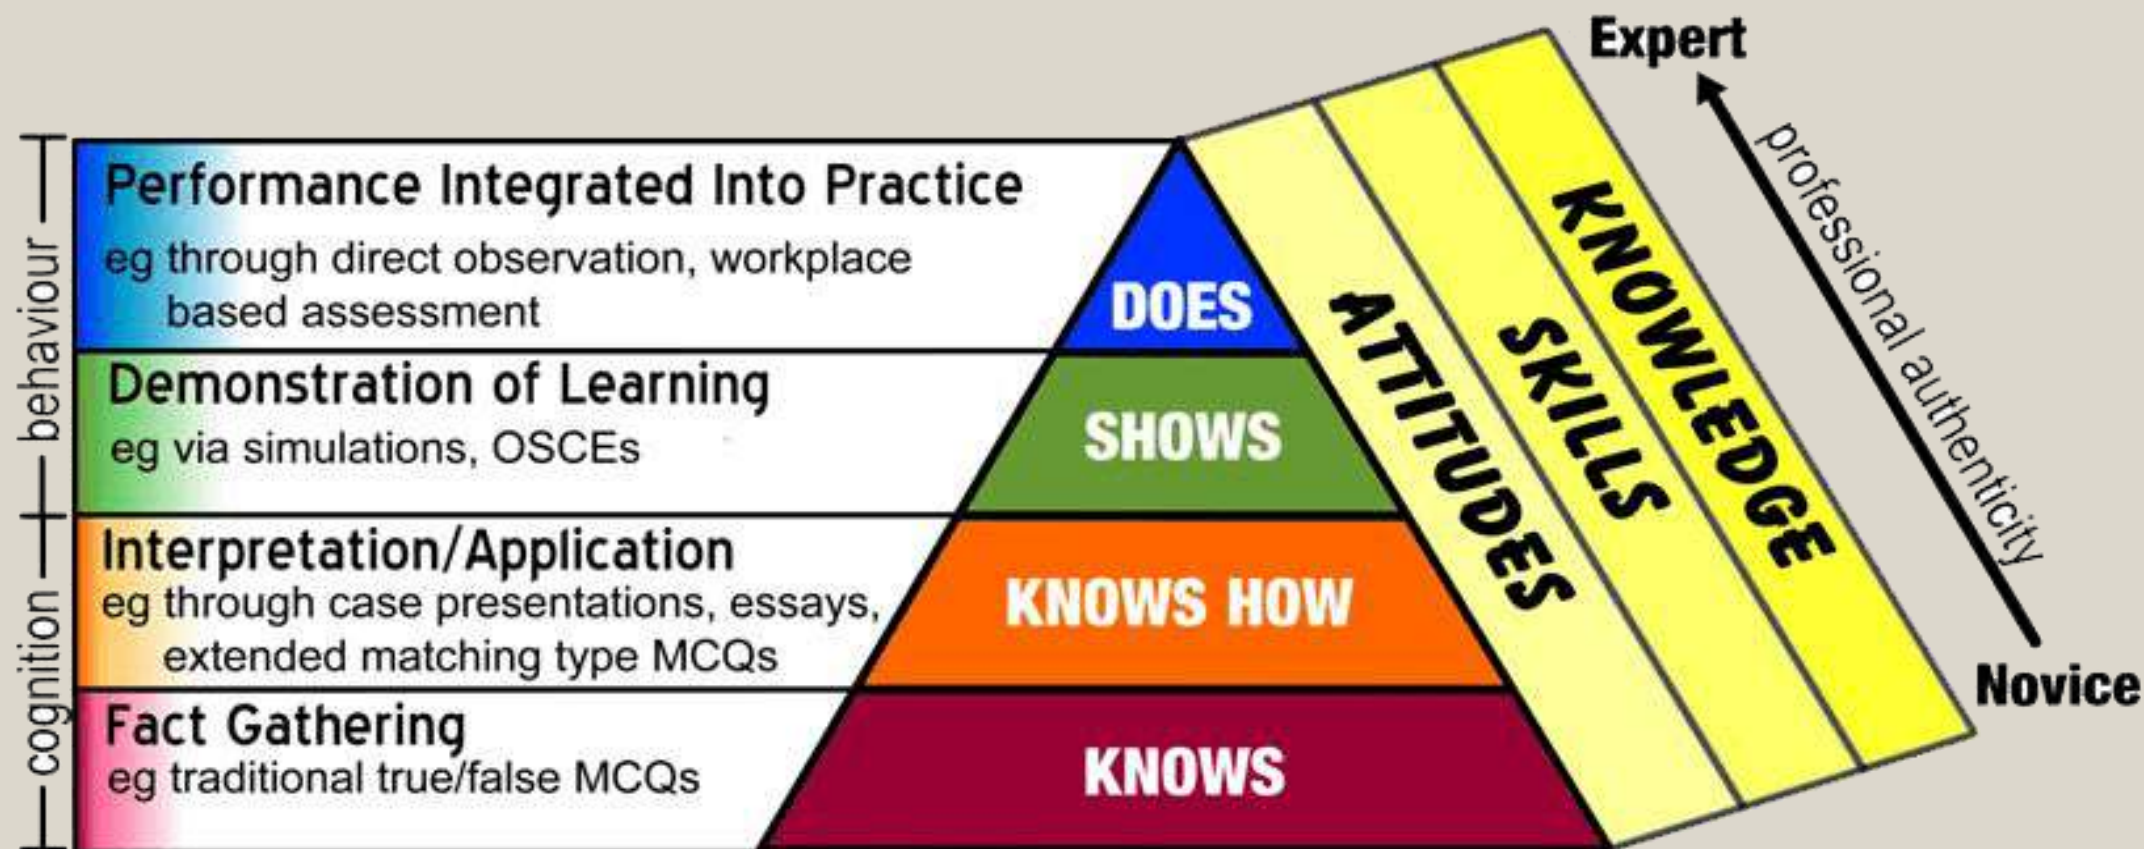 Expert
professional authenticity
Novice
behaviour
cognition
Performance Integrated Into Practice
eg through direct observation, workplace
based assessment
DOES
Demonstration of Learning
eg via simulations, OSCEs
SHOWS
Interpretation/Application
eg through case presentations, essays,
extended matching type MCQs
KNOWS HOW
Fact Gathering
eg traditional true/false MCQs
KNOWS
ATTITUDES
SKILLS
KNOWLEDGE